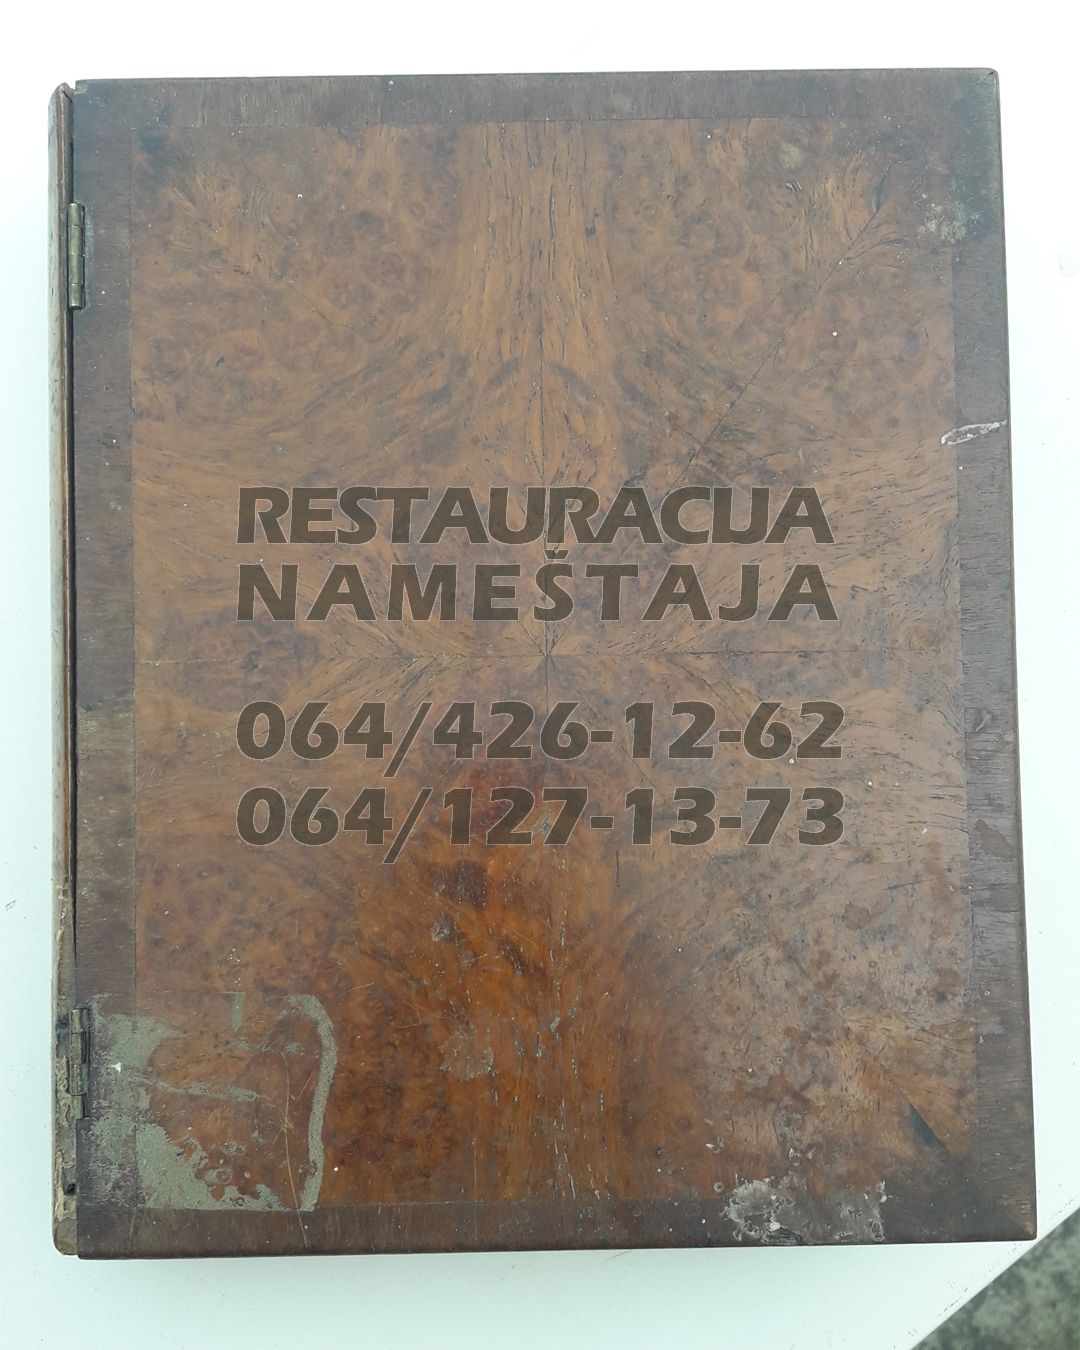 RESTAURACIJA
NAMEŠTAJA
064/426-12-62
064/127-13-73